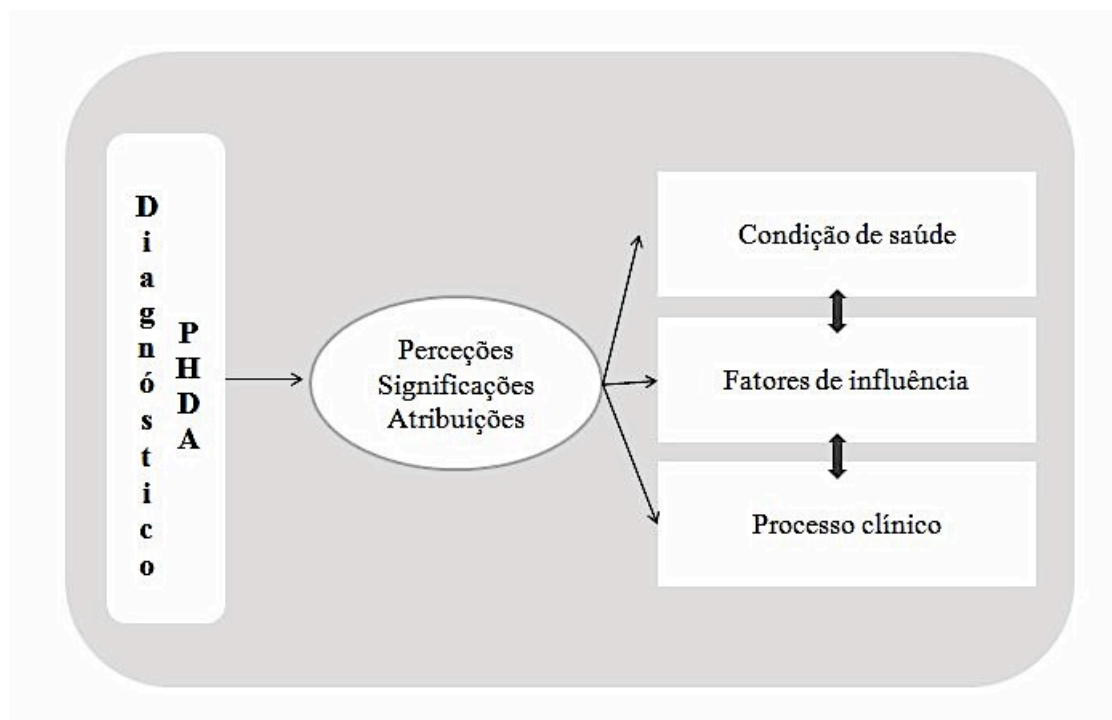 Diagnóstico
PHDA
Perceções
Significações
Atribuições
Condição de saúde
Fatores de influência
Processo clínico